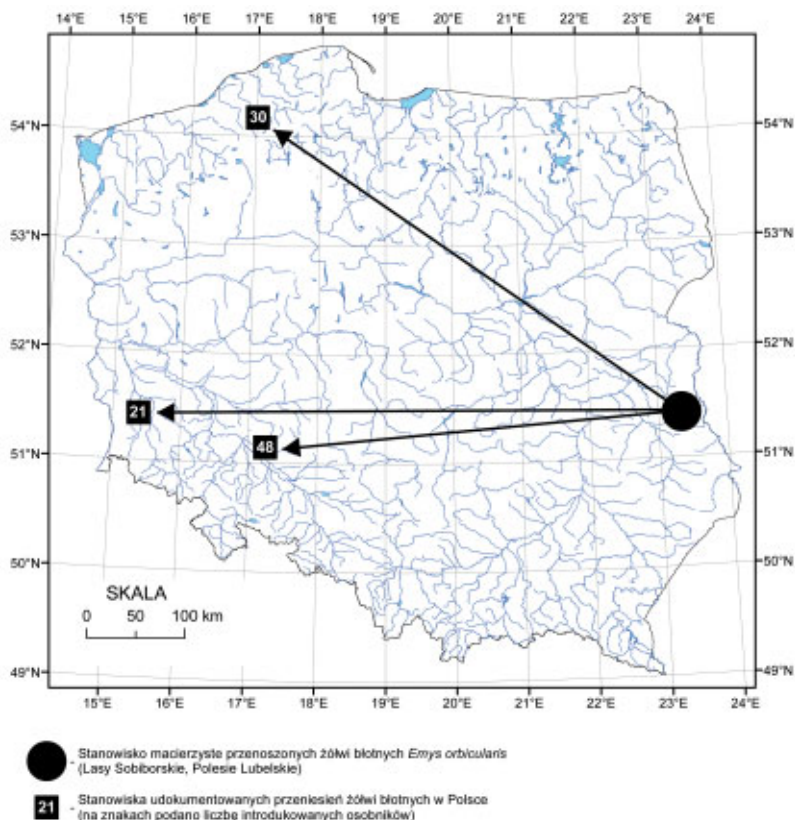 14°E 15°E 16°E 17°E 18°E 19°E 20°E 21°E 22°E 23°E 24°E
30
54°N 54°N
53°N 53°N
52°N 52°N
21
48
51°N 51°N
50°N 50°N
SKALA
0 50 100 km
49°N 49°N
15°E 16°E 17°E 18°E 19°E 20°E 21°E 22°E 23°E 24°E
- Stanowisko macierzyste przenoszonych żółwi błotnych Emys orbicularis
(Lasy Sobiborskie, Polesie Lubelskie)
21 - Stanowiska udokumentowanych przeniesień żółwi błotnych w Polsce
(na znakach podano liczbę introdukowanych osobników)